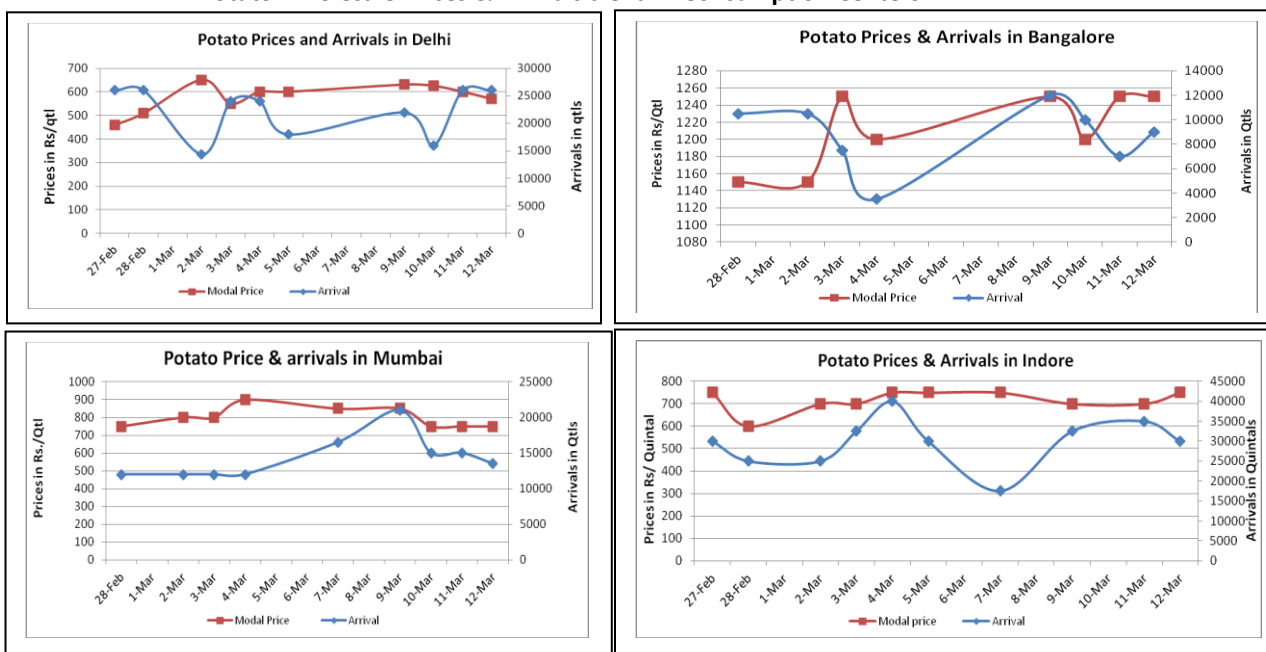 Potato Prices and Arrivals in Delhi
Prices in Rs/qtl
700
600
500
400
300
200
100
0
30000
25000
20000
15000
10000
5000
0
Arrivals in qtls
27-Feb
28-Feb
1-Mar
2-Mar
3-Mar
4-Mar
5-Mar
6-Mar
7-Mar
8-Mar
9-Mar
10-Mar
11-Mar
12-Mar
Modal Price Arrival
Potato Prices & Arrivals in Bangalore
Prices in Rs/Qtl
1280
1260
1240
1220
1200
1180
1160
1140
1120
1100
1080
14000
12000
10000
8000
6000
4000
2000
0
Arrivals in Qtls
28-Feb
1-Mar
2-Mar
3-Mar
4-Mar
5-Mar
6-Mar
7-Mar
8-Mar
9-Mar
10-Mar
11-Mar
12-Mar
Modal Price Arrival
Potato Price & arrivals in Mumbai
Prices in Rs./Qtl
1000
900
800
700
600
500
400
300
200
100
0
25000
20000
15000
10000
5000
0
Arrivals in Qtls
28-Feb
1-Mar
2-Mar
3-Mar
4-Mar
5-Mar
6-Mar
7-Mar
8-Mar
9-Mar
10-Mar
11-Mar
12-Mar
Modal Price Arrival
Potato Prices & Arrivals in Indore
Prices in Rs/ Quintal
800
700
600
500
400
300
200
100
0
45000
40000
35000
30000
25000
20000
15000
10000
5000
0
Arrivals in Quintals
27-Feb
28-Feb
1-Mar
2-Mar
3-Mar
4-Mar
5-Mar
6-Mar
7-Mar
8-Mar
9-Mar
10-Mar
11-Mar
12-Mar
Modal price Arrival